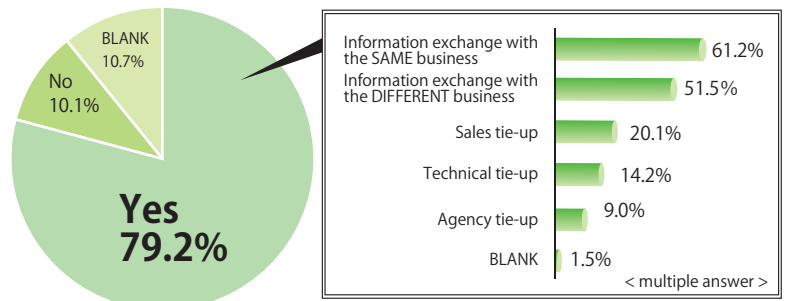 BLANK
10.7%
No
10.1%
Yes
79.2%
Information exchange with
the SAME business
61.2%
Information exchange with
the DIFFERENT business
51.5%
Sales tie-up
20.1%
Technical tie-up
14.2%
Agency tie-up
9.0%
BLANK
1.5%
< multiple answer >